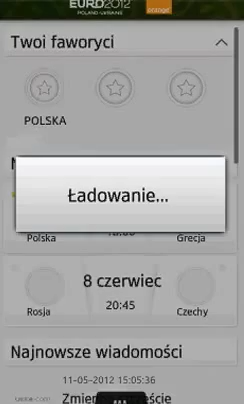 EURO2012
POLAND-UKRAINE
orange
Twoi faworyci
POLSKA
Ładowanie...
Polska
Grecja
8 czerwiec
20:45
Rosja
Czechy
Najnowsze wiadomości
11-05-2012 15:05:36